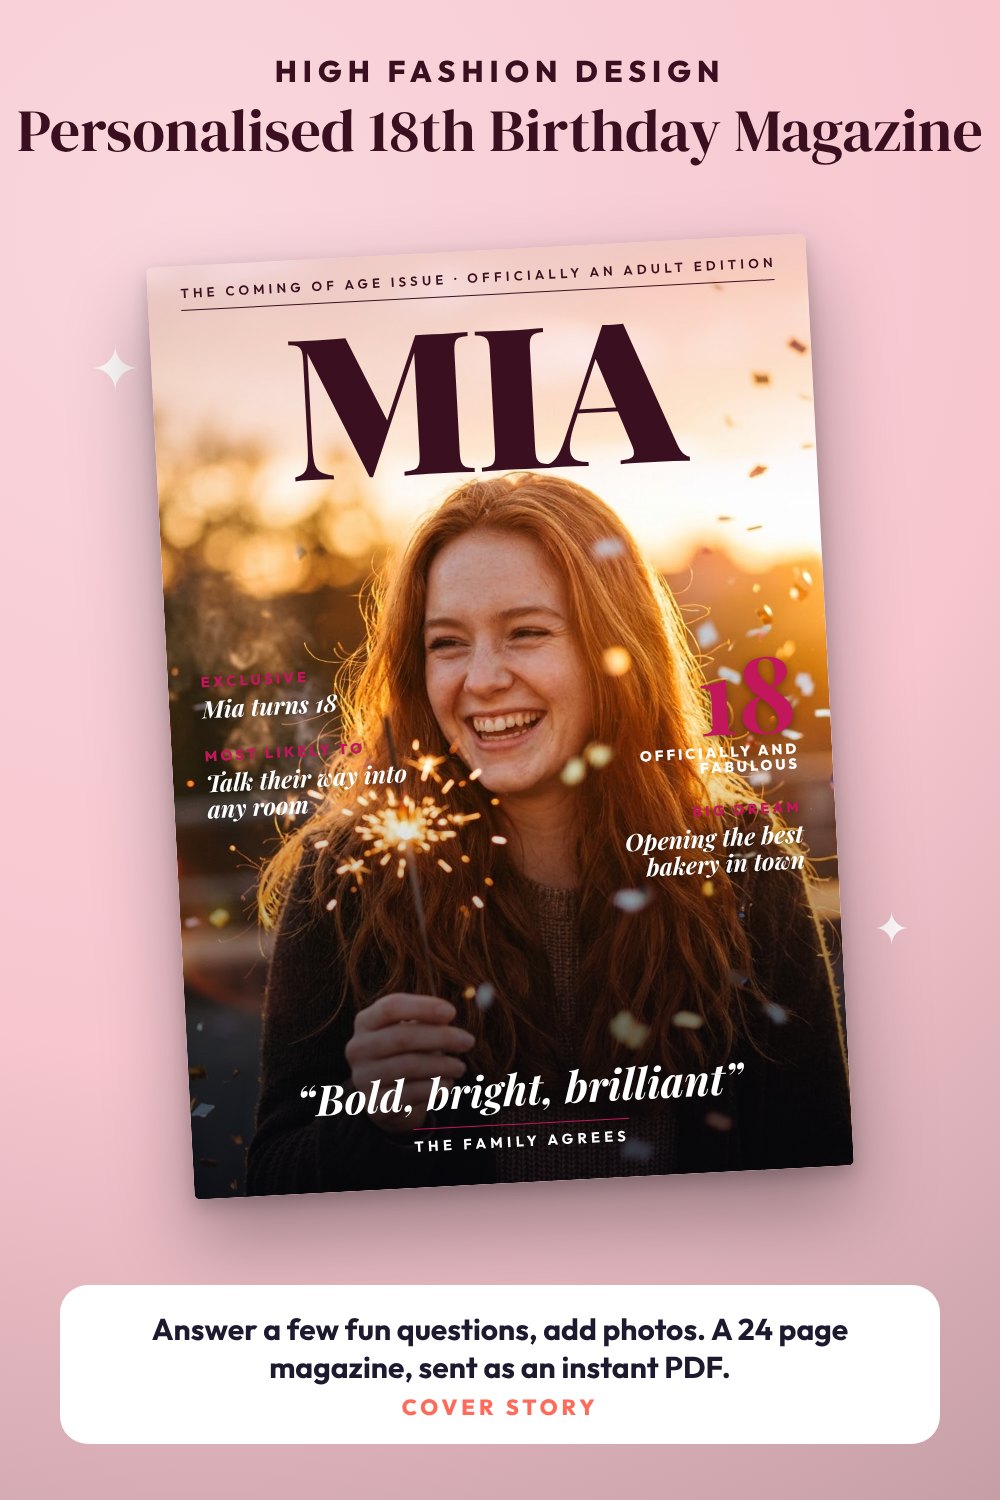 HIGH FASHION DESIGN
Personalised 18th Birthday Magazine
THE COMING OF AGE ISSUE · OFFICIALLY AN ADULT EDITION
MIA
EXCLUSIVE
Mia turns 18
MOST LIKELY TO
Talk their way into
any room
18
OFFICIALLY AND
FABULOUS
BIG DREAM
Opening the best
bakery in town
“Bold, bright, brilliant”
THE FAMILY AGREES
Answer a few fun questions, add photos. A 24 page
magazine, sent as an instant PDF.
COVER STORY